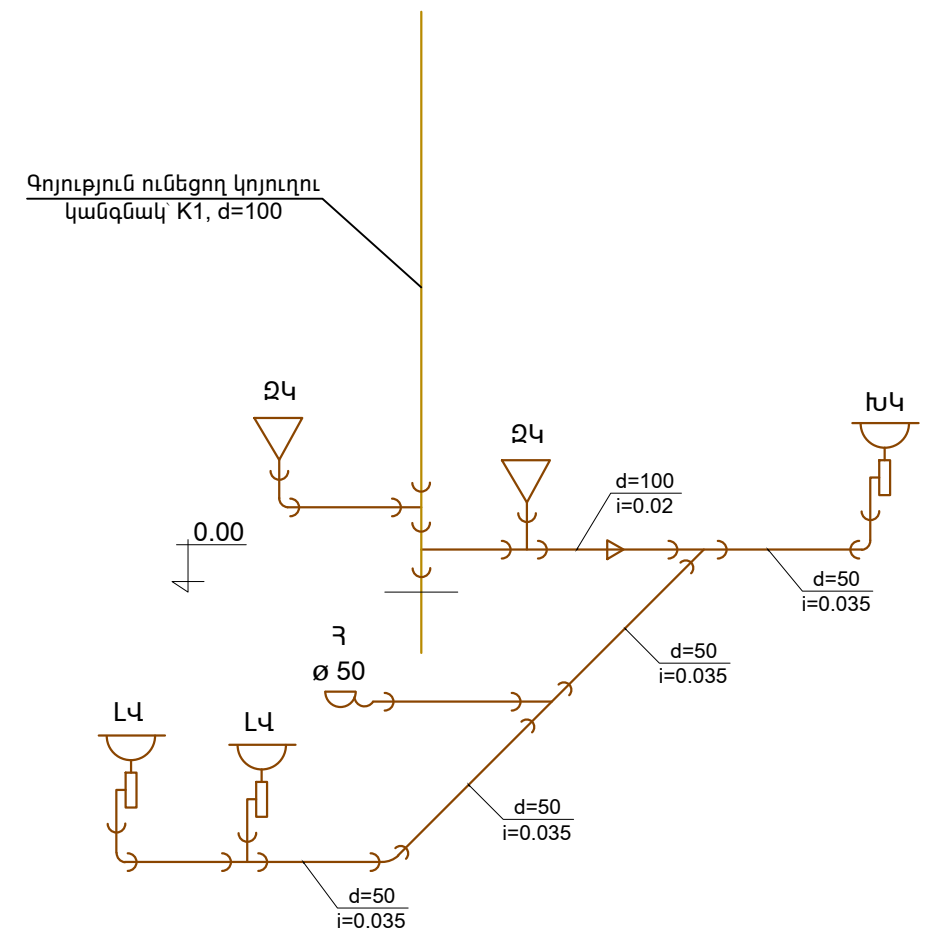 Գոյություն ունեցող կոյուղու
կանգնակ՝ K1, d=100
ԶԿ
ԽԿ
ԶԿ
d=100
i=0.02
0.00
d=50
i=0.035
Հ
ø 50
d=50
i=0.035
ԼՎ
ԼՎ
d=50
i=0.035
d=50
i=0.035